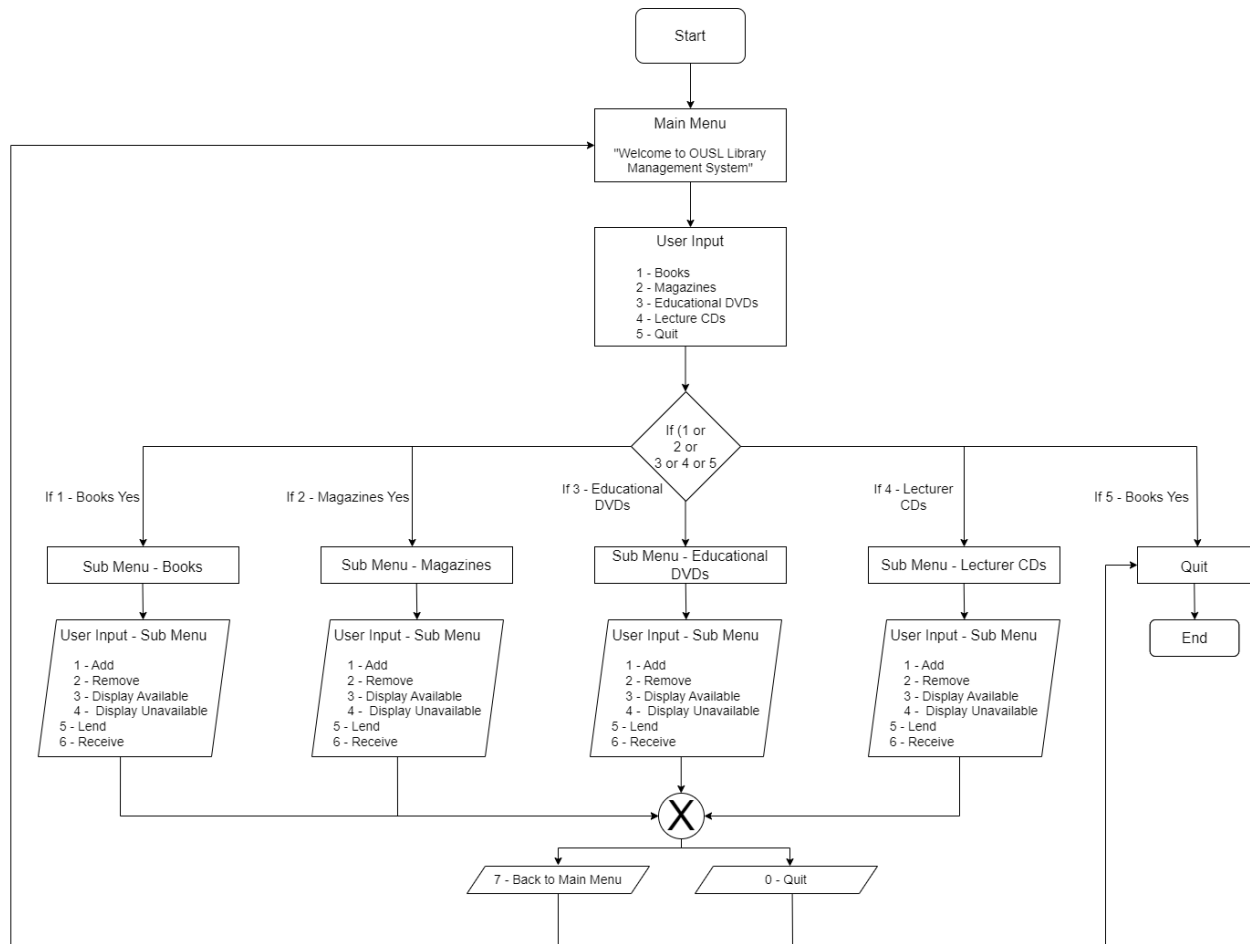 Start
Main Menu
"Welcome to OUSL Library
Management System"
User Input
1 - Books
2 - Magazines
3 - Educational DVDs
4 - Lecture CDs
5 - Quit
If (1 or
2 or
3 or 4 or 5
If 1 - Books Yes
If 2 - Magazines Yes
If 3 - Educational
DVDs
If 4 - Lecturer
CDs
If 5 - Books Yes
Sub Menu - Books
Sub Menu - Magazines
Sub Menu - Educational
DVDs
Sub Menu - Lecturer CDs
Quit
User Input - Sub Menu
1 - Add
2 - Remove
3 - Display Available
4 -  Display Unavailable
5 - Lend
6 - Receive
User Input - Sub Menu
1 - Add
2 - Remove
3 - Display Available
4 -  Display Unavailable
5 - Lend
6 - Receive
User Input - Sub Menu
1 - Add
2 - Remove
3 - Display Available
4 -  Display Unavailable
5 - Lend
6 - Receive
User Input - Sub Menu
1 - Add
2 - Remove
3 - Display Available
4 -  Display Unavailable
5 - Lend
6 - Receive
End
X
7 - Back to Main Menu
0 - Quit